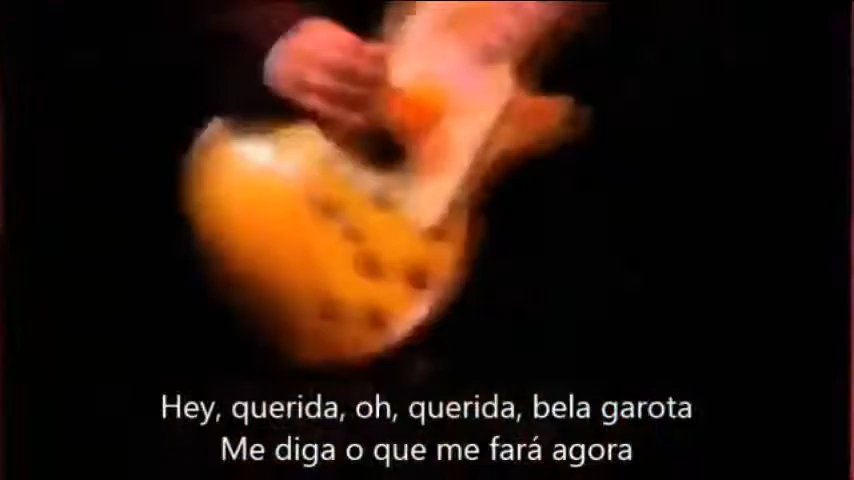 Hey, querida, oh, querida, bela garota
Me diga o que me fará agora